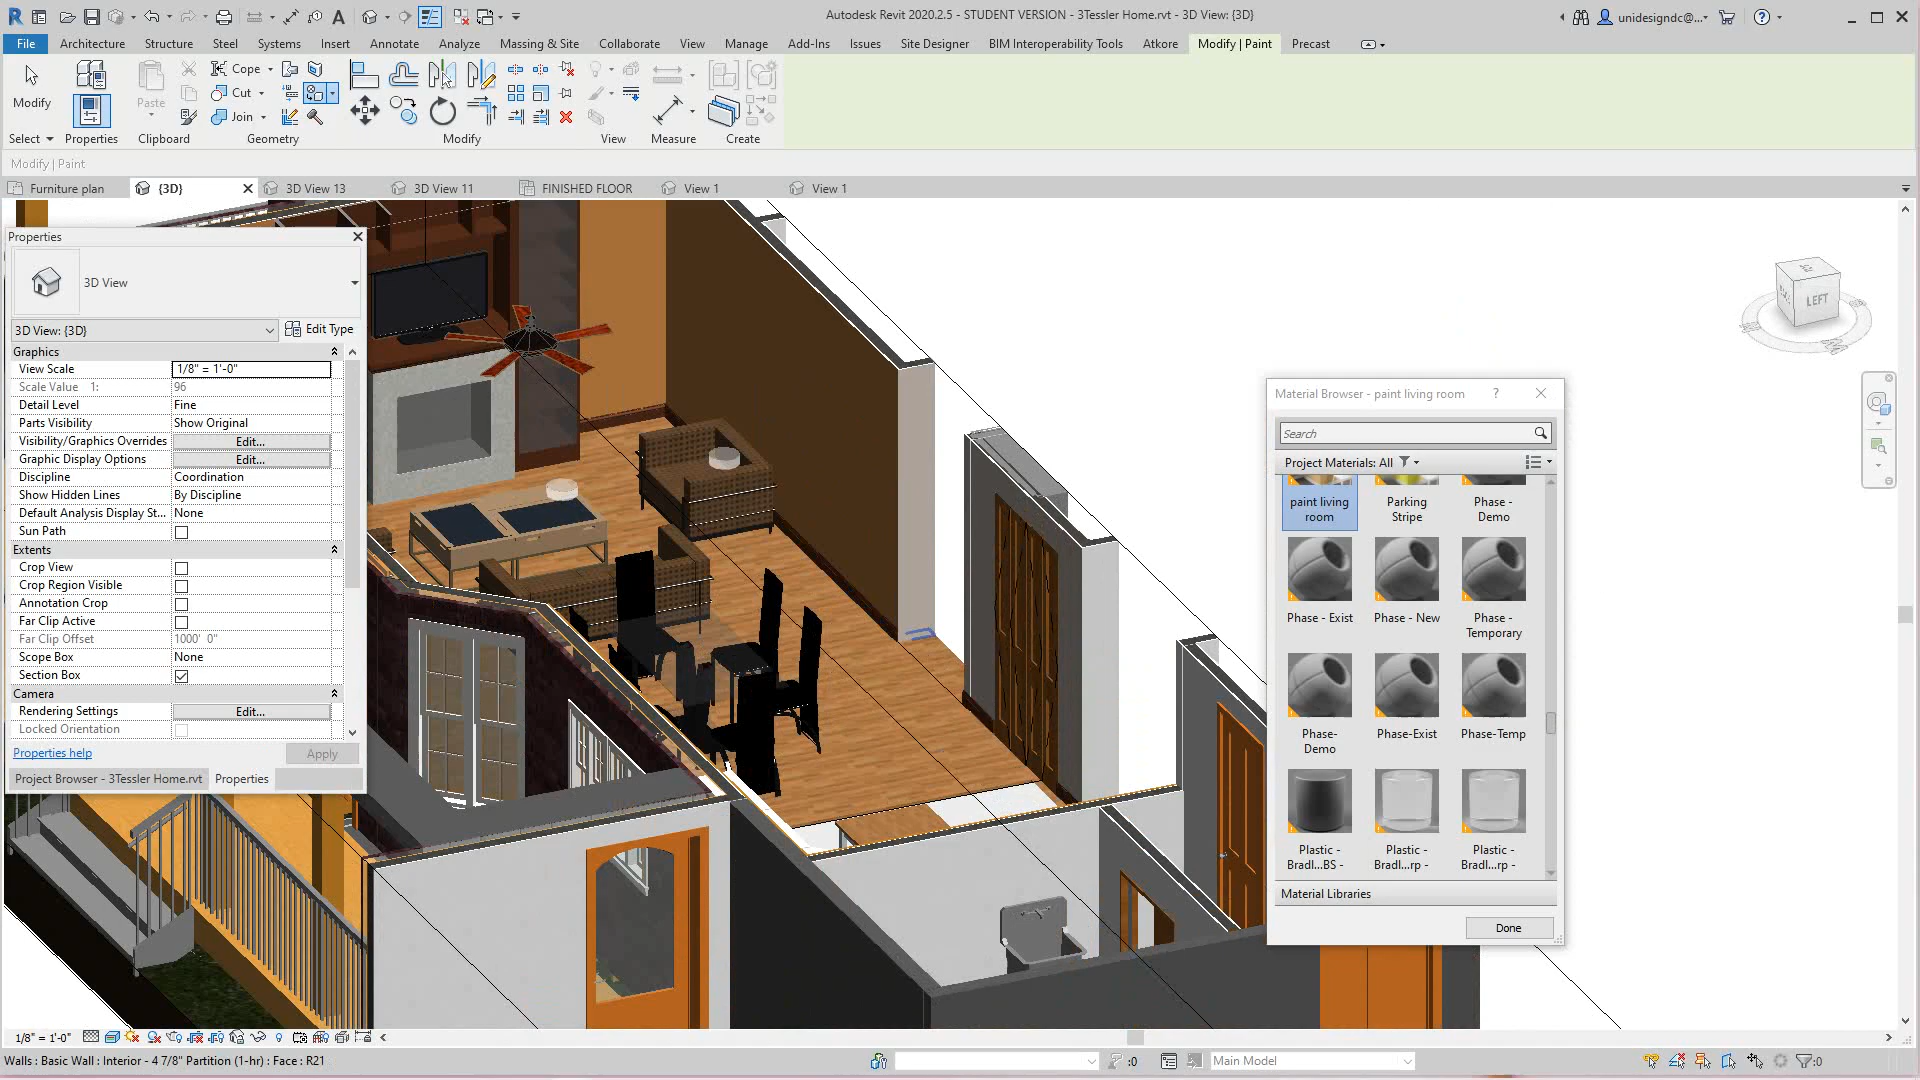 Autodesk Revit 2020.2.5 - STUDENT VERSION - 3Tessler Home.rvt - 3D View: {3D}
unidesigndc@...
File Architecture Structure Steel Systems Insert Annotate Analyze Massing & Site Collaborate View Manage Add-Ins Issues Site Designer BIM Interoperability Tools Atkore Modify | Paint Precast
Modify
Paste
Cope
Cut
Join
Select Properties Clipboard Geometry Modify View Measure Create
Modify | Paint
Furniture plan {3D} 3D View 13 3D View 11 FINISHED FLOOR View 1 View 1
Properties
3D View
3D View: {3D} Edit Type
Graphics
View Scale 1/8" = 1'-0"
Scale Value 1: 96
Detail Level Fine
Parts Visibility Show Original
Visibility/Graphics Overrides Edit...
Graphic Display Options Edit...
Discipline Coordination
Show Hidden Lines By Discipline
Default Analysis Display St... None
Sun Path
Extents
Crop View
Crop Region Visible
Annotation Crop
Far Clip Active
Far Clip Offset 1000' 0"
Scope Box None
Section Box
Camera
Rendering Settings Edit...
Locked Orientation
Properties help Apply
Project Browser - 3Tessler Home.rvt Properties
LEFT
Material Browser - paint living room ?
Search
Project Materials: All
paint living room
Parking Stripe
Phase - Demo
Phase - Exist
Phase - New
Phase - Temporary
Phase-Demo
Phase-Exist
Phase-Temp
Plastic - Bradl...BS -
Plastic - Bradl...rp -
Plastic - Bradl...rp -
Material Libraries
Done
1/8" = 1'-0"
Walls : Basic Wall : Interior - 4 7/8" Partition (1-hr) : Face : R21
:0
Main Model
:0